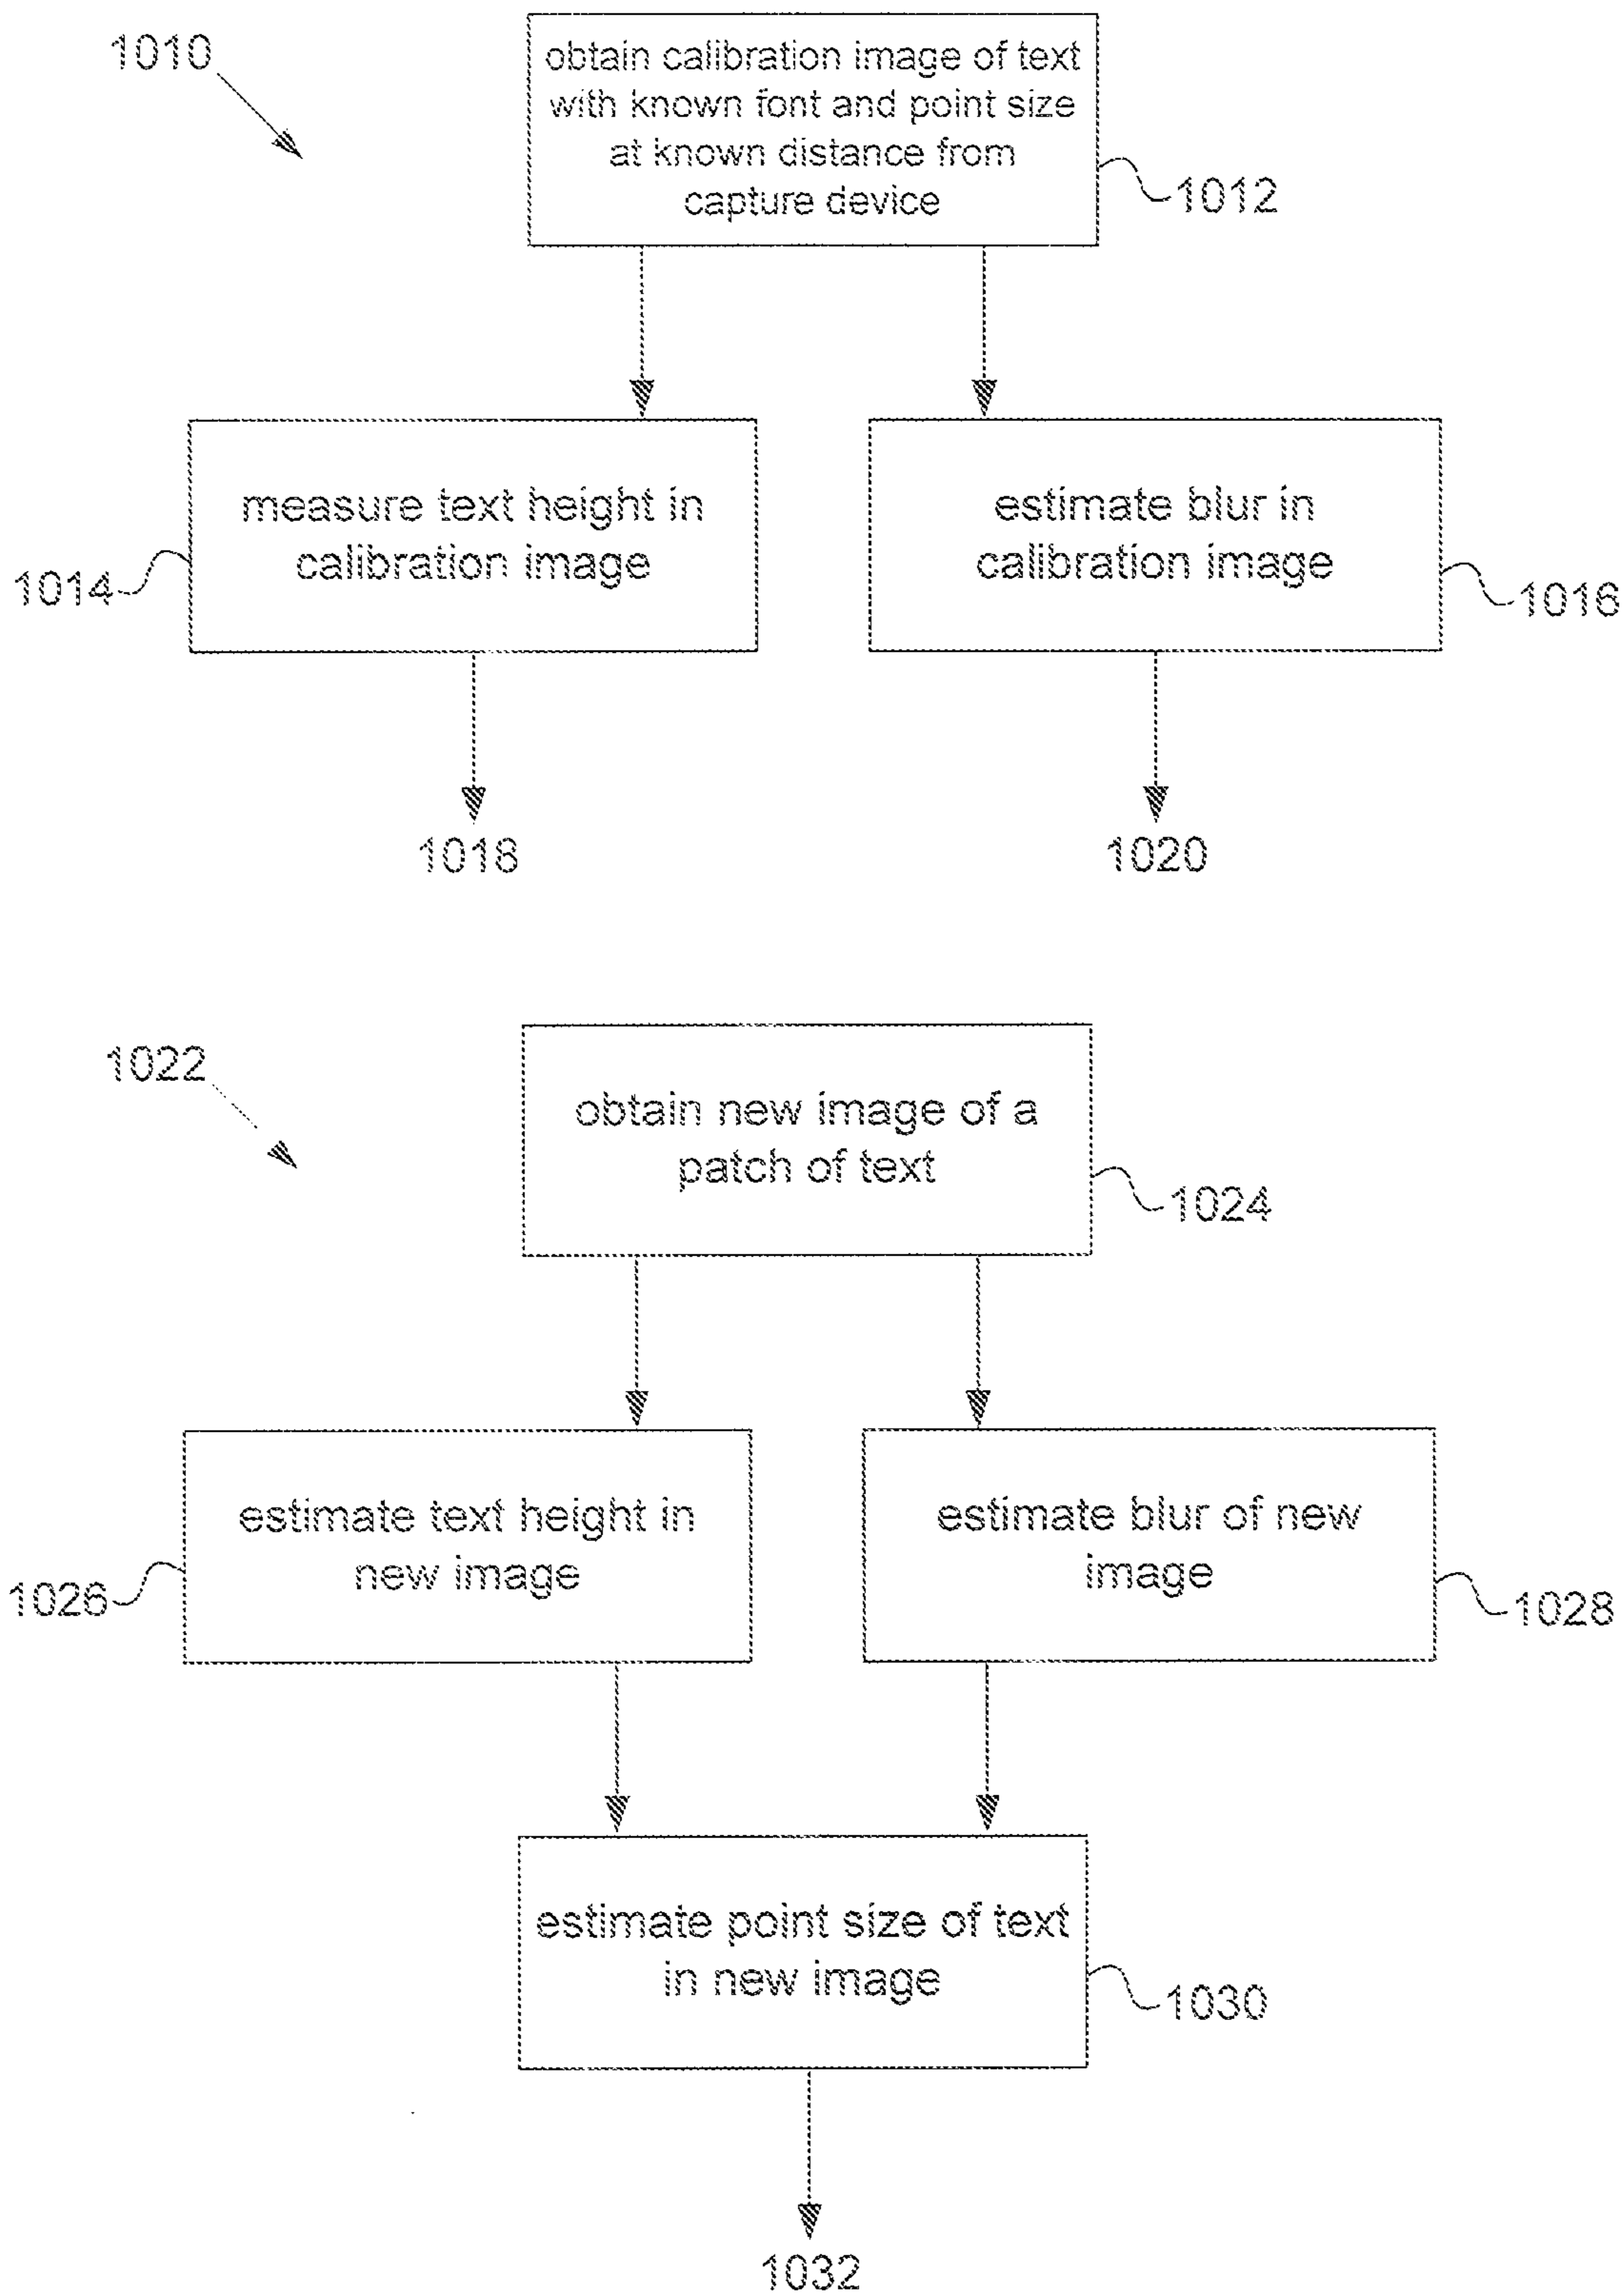 1010
obtain calibration image of text
with known font and point size
at known distance from
capture device
1012
measure text height in
calibration image
1014
estimate blur in
calibration image
1016
1018
1020
1022
obtain new image of a
patch of text
1024
estimate text height in
new image
1026
estimate blur of new
image
1028
estimate point size of text
in new image
1030
1032